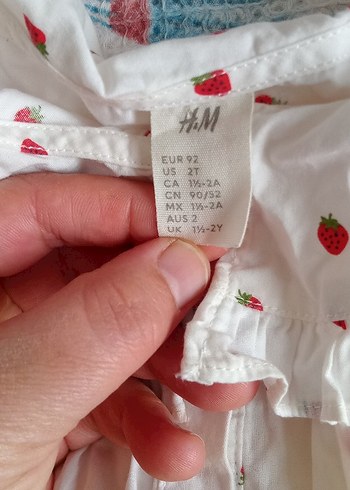 H&M
EUR 92
US 2T
CA 1½-2A
CN 90/52
MX 1½-2A
AUS 2
UK 1½-2Y